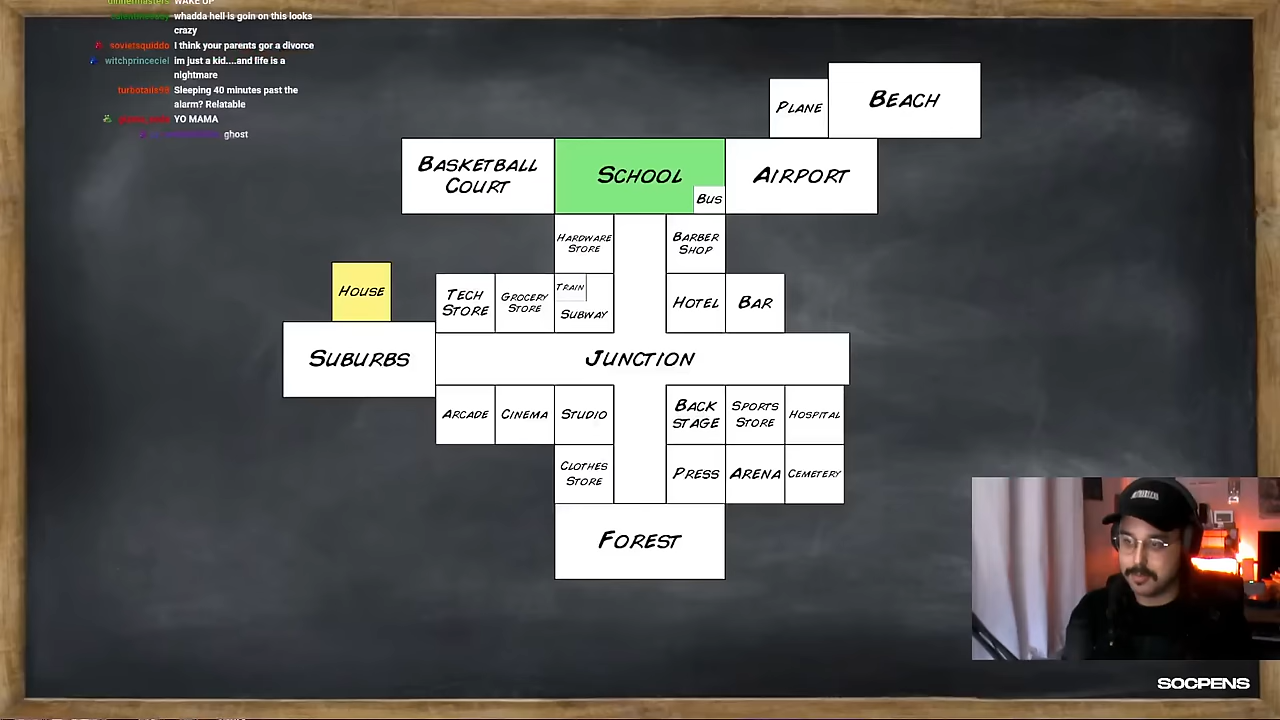 WAKE UP
whadda hell is goin on this looks
crazy
sovietsquiddo I think your parents gor a divorce
witchprinceciel im just a kid....and life is a
nightmare
turbotails98 Sleeping 40 minutes past the
alarm? Relatable
YO MAMA
ghost
PLANE
BEACH
BASKETBALL
COURT
SCHOOL
BUS
AIRPORT
HARDWARE
STORE
BARBER
SHOP
HOUSE
TECH
STORE
GROCERY
STORE
TRAIN
SUBWAY
HOTEL
BAR
SUBURBS
JUNCTION
ARCADE
CINEMA
STUDIO
BACK
STAGE
SPORTS
STORE
HOSPITAL
CLOTHES
STORE
PRESS
ARENA
CEMETERY
FOREST
SOCPENS